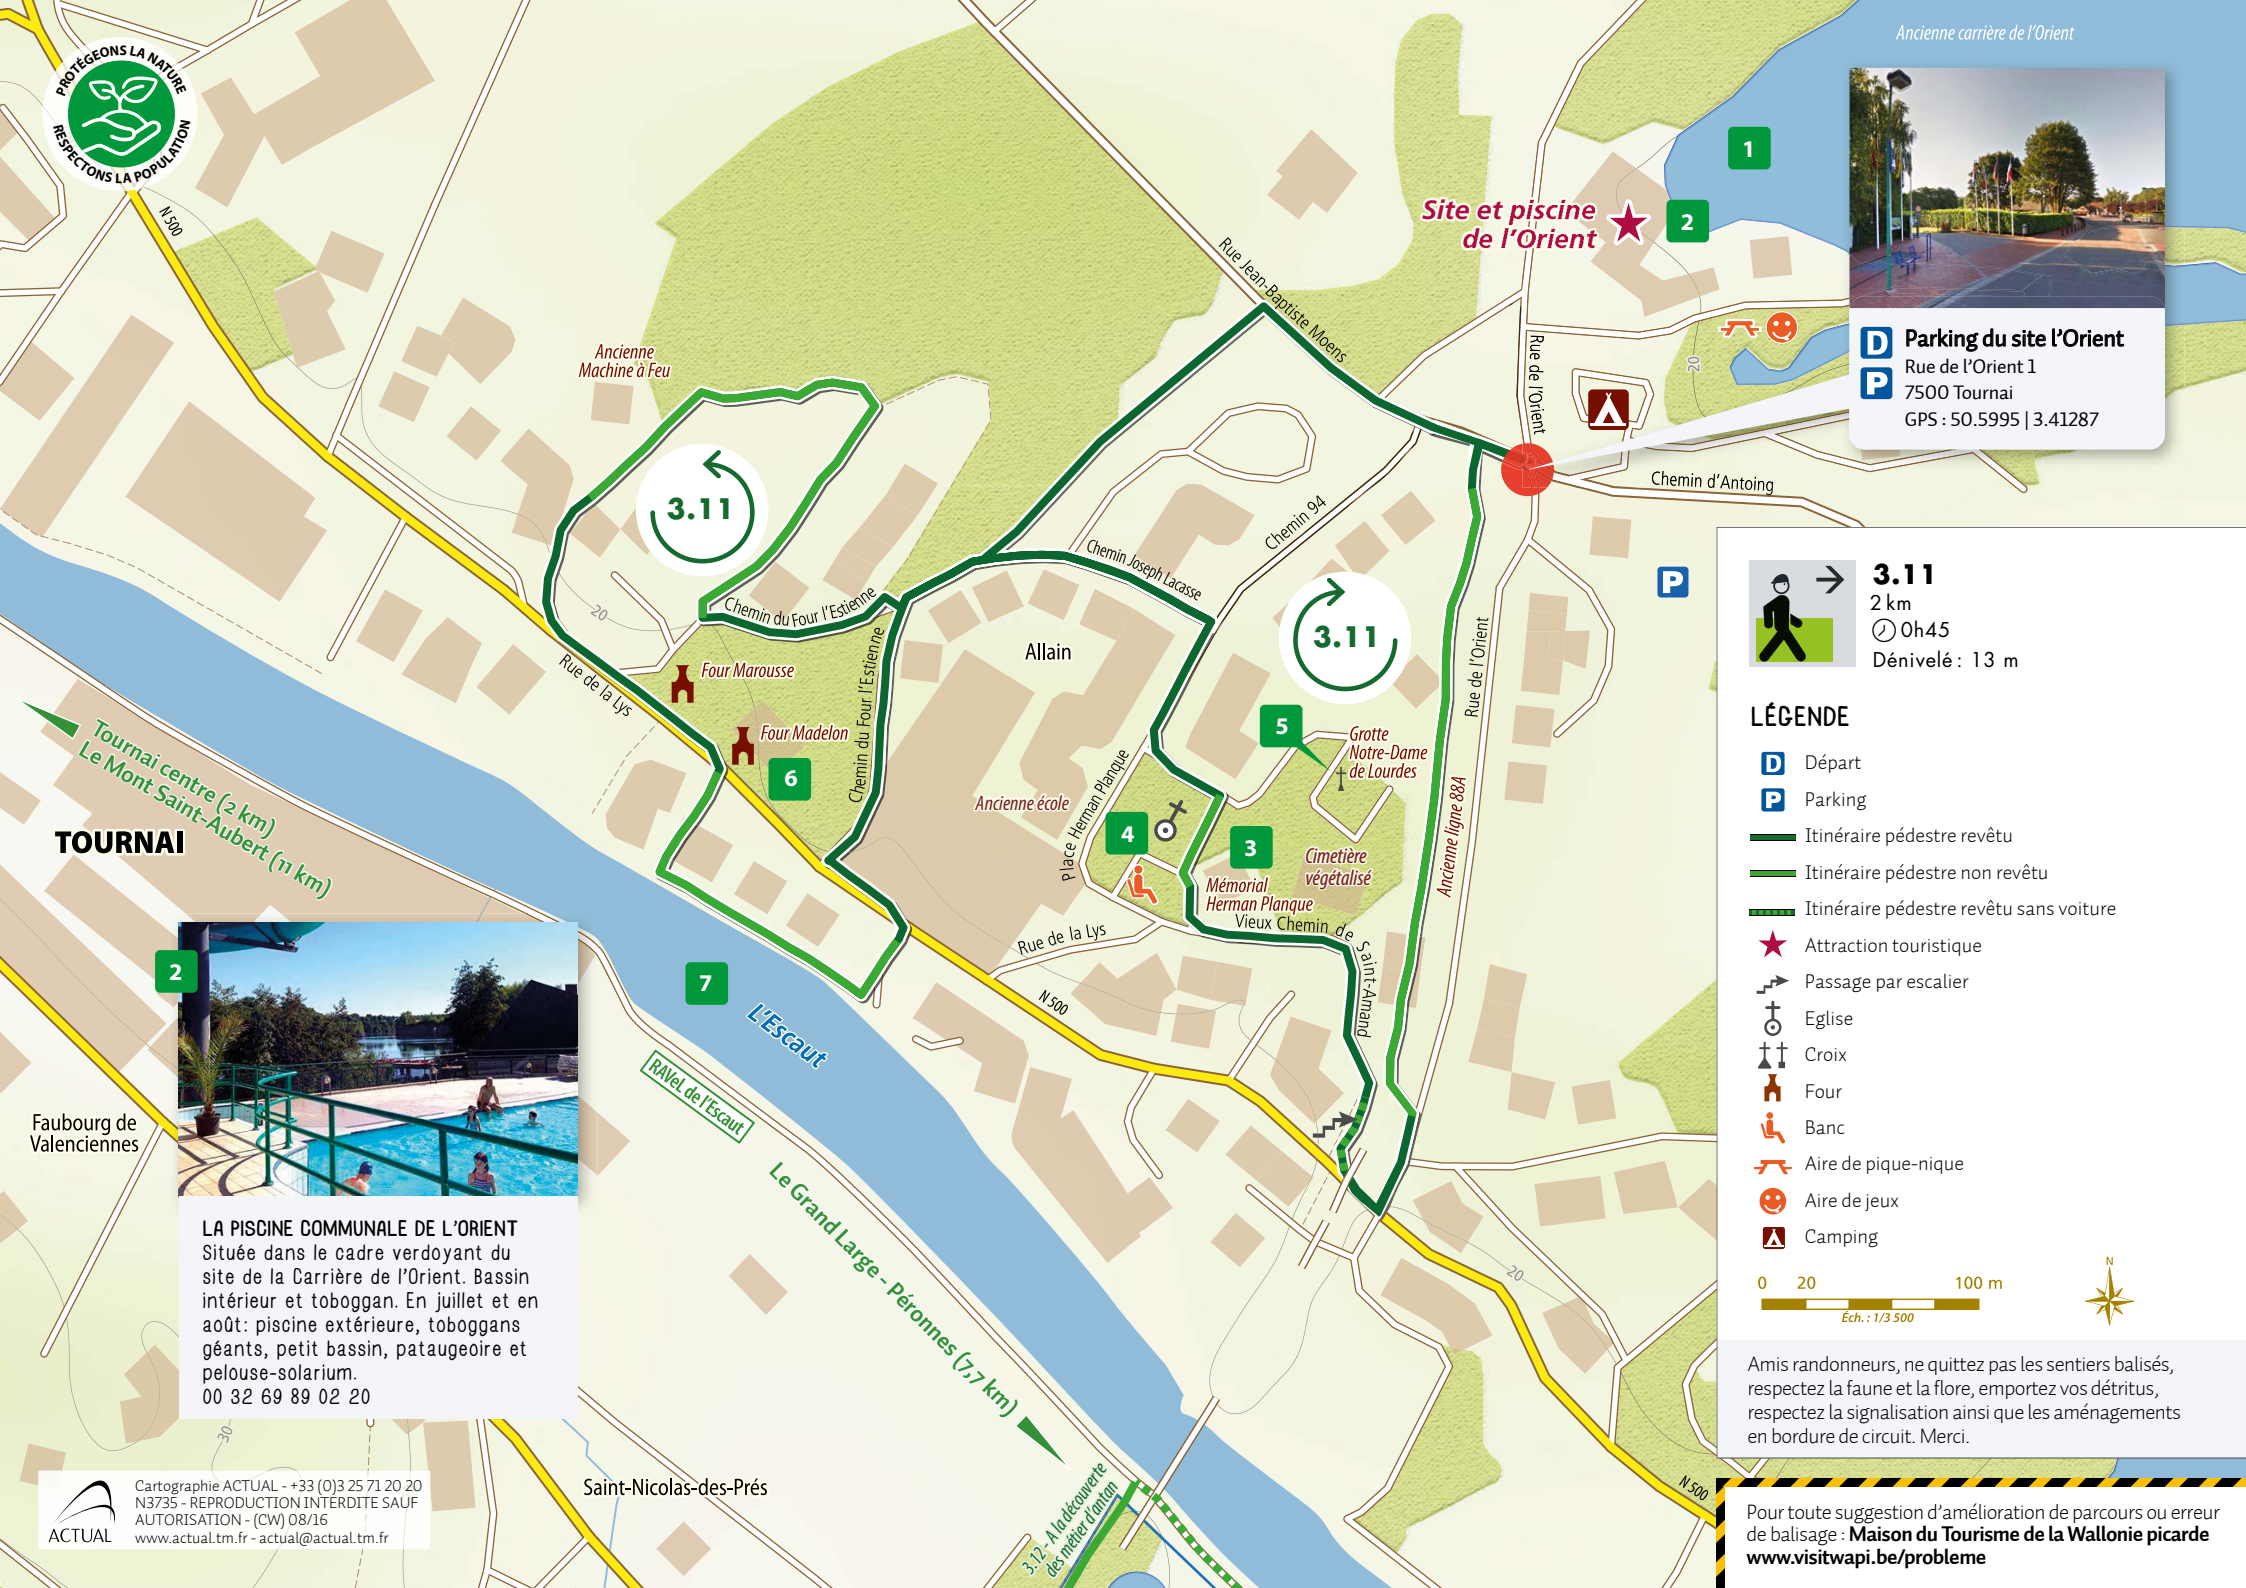 PROTÉGEONS LA NATURE
RESPECTONS LA POPULATION
Ancienne carrière de l'Orient
1
N 500
Site et piscine
de l'Orient
2
Rue Jean-Baptiste Moens
Rue de l'Orient
20
Parking du site l'Orient
D
P
Rue de l'Orient 1
7500 Tournai
GPS : 50.5995 | 3.41287
Ancienne
Machine à Feu
3.11
Chemin 94
Chemin d'Antoing
Chemin Joseph Lacasse
P
20
Chemin du Four l'Estienne
3.11
Allain
Rue de la Lys
Four Marousse
Chemin du Four l'Estienne
Rue de l'Orient
Four Madelon
6
5
Grotte
Notre-Dame
de Lourdes
Tournai centre (2 km)
Le Mont Saint-Aubert (11 km)
TOURNAI
Ancienne école
Place Herman Planque
4
3
Cimetière
végétalisé
Ancienne ligne 88A
Mémorial
Herman Planque
Vieux Chemin de Saint-Amand
Rue de la Lys
N 500
7
L'Escaut
RAVeL de l'Escaut
2
Faubourg de
Valenciennes
Le Grand Large - Péronnes (7,7 km)
LA PISCINE COMMUNALE DE L'ORIENT
Située dans le cadre verdoyant du
site de la Carrière de l'Orient. Bassin
intérieur et toboggan. En juillet et en
août: piscine extérieure, toboggans
géants, petit bassin, pataugeoire et
pelouse-solarium.
00 32 69 89 02 20
30
20
Saint-Nicolas-des-Prés
3.12 - A la découverte
des métier d'antan
N 500
ACTUAL
Cartographie ACTUAL - +33 (0)3 25 71 20 20
N3735 - REPRODUCTION INTERDITE SAUF
AUTORISATION - (CW) 08/16
www.actual.tm.fr - actual@actual.tm.fr
3.11
2 km
0h45
Dénivelé : 13 m
LÉGENDE
D Départ
P Parking
Itinéraire pédestre revêtu
Itinéraire pédestre non revêtu
Itinéraire pédestre revêtu sans voiture
Attraction touristique
Passage par escalier
Eglise
Croix
Four
Banc
Aire de pique-nique
Aire de jeux
Camping
0 20 100 m
Éch. : 1/3 500
N
Amis randonneurs, ne quittez pas les sentiers balisés,
respectez la faune et la flore, emportez vos détritus,
respectez la signalisation ainsi que les aménagements
en bordure de circuit. Merci.
Pour toute suggestion d'amélioration de parcours ou erreur
de balisage : Maison du Tourisme de la Wallonie picarde
www.visitwapi.be/probleme